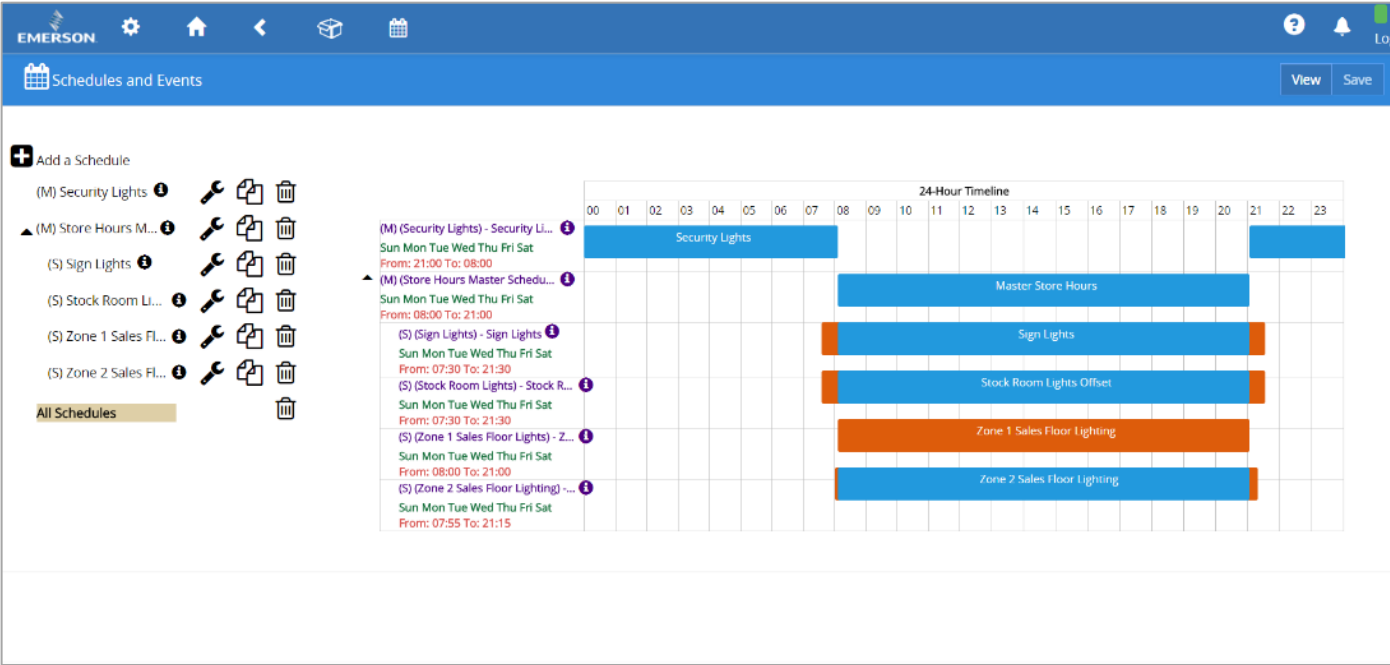 EMERSON
?
Lo
Schedules and Events
View Save
Add a Schedule
(M) Security Lights
(M) Store Hours M...
(S) Sign Lights
(S) Stock Room Li...
(S) Zone 1 Sales Fl...
(S) Zone 2 Sales Fl...
All Schedules
24-Hour Timeline
00 01 02 03 04 05 06 07 08 09 10 11 12 13 14 15 16 17 18 19 20 21 22 23
(M) (Security Lights) - Security Li...
Sun Mon Tue Wed Thu Fri Sat
From: 21:00 To: 08:00
Security Lights
(M) (Store Hours Master Schedu...
Sun Mon Tue Wed Thu Fri Sat
From: 08:00 To: 21:00
Master Store Hours
(S) (Sign Lights) - Sign Lights
Sun Mon Tue Wed Thu Fri Sat
From: 07:30 To: 21:30
Sign Lights
(S) (Stock Room Lights) - Stock R...
Sun Mon Tue Wed Thu Fri Sat
From: 07:30 To: 21:30
Stock Room Lights Offset
(S) (Zone 1 Sales Floor Lights) - Z...
Sun Mon Tue Wed Thu Fri Sat
From: 08:00 To: 21:00
Zone 1 Sales Floor Lighting
(S) (Zone 2 Sales Floor Lighting) -...
Sun Mon Tue Wed Thu Fri Sat
From: 07:55 To: 21:15
Zone 2 Sales Floor Lighting